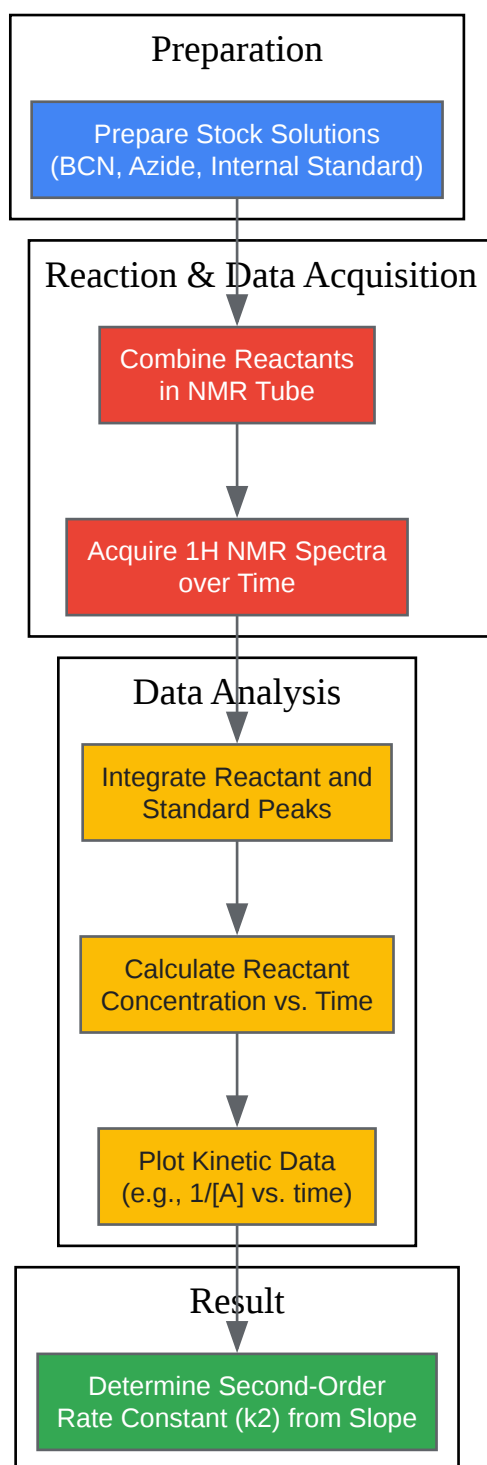 Preparation
Prepare Stock Solutions
(BCN, Azide, Internal Standard)
Reaction & Data Acquisition
Combine Reactants
in NMR Tube
Acquire 1H NMR Spectra
over Time
Data Analysis
Integrate Reactant and
Standard Peaks
Calculate Reactant
Concentration vs. Time
Plot Kinetic Data
(e.g., 1/[A] vs. time)
Result
Determine Second-Order
Rate Constant (k2) from Slope